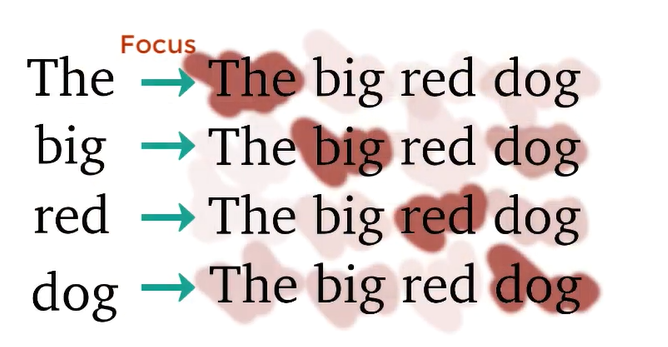 Focus
The → The big red dog
big → The big red dog
red → The big red dog
dog → The big red dog